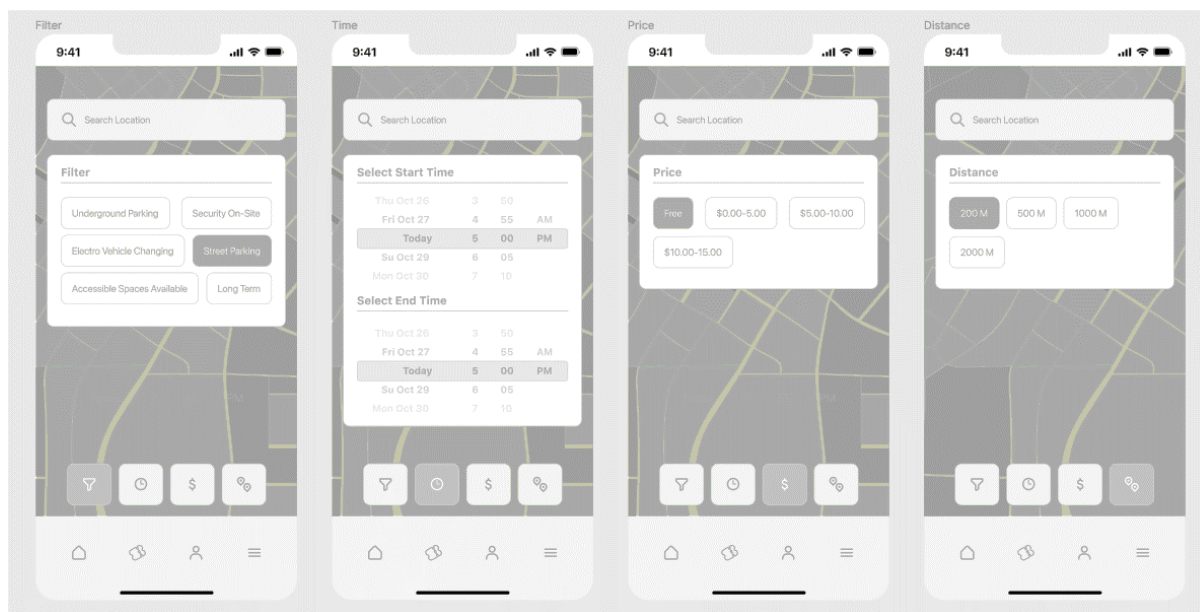 Filter
9:41
Search Location
Filter
Underground Parking
Security On-Site
Electro Vehicle Changing
Street Parking
Accessible Spaces Available
Long Term
Time
9:41
Search Location
Select Start Time
Thu Oct 26 3 50
Fri Oct 27 4 55 AM
Today 5 00 PM
Su Oct 29 6 05
Mon Oct 30 7 10
Select End Time
Thu Oct 26 3 50
Fri Oct 27 4 55 AM
Today 5 00 PM
Su Oct 29 6 05
Mon Oct 30 7 10
Price
9:41
Search Location
Price
Free
$0.00-5.00
$5.00-10.00
$10.00-15.00
$
Distance
9:41
Search Location
Distance
200 M
500 M
1000 M
2000 M